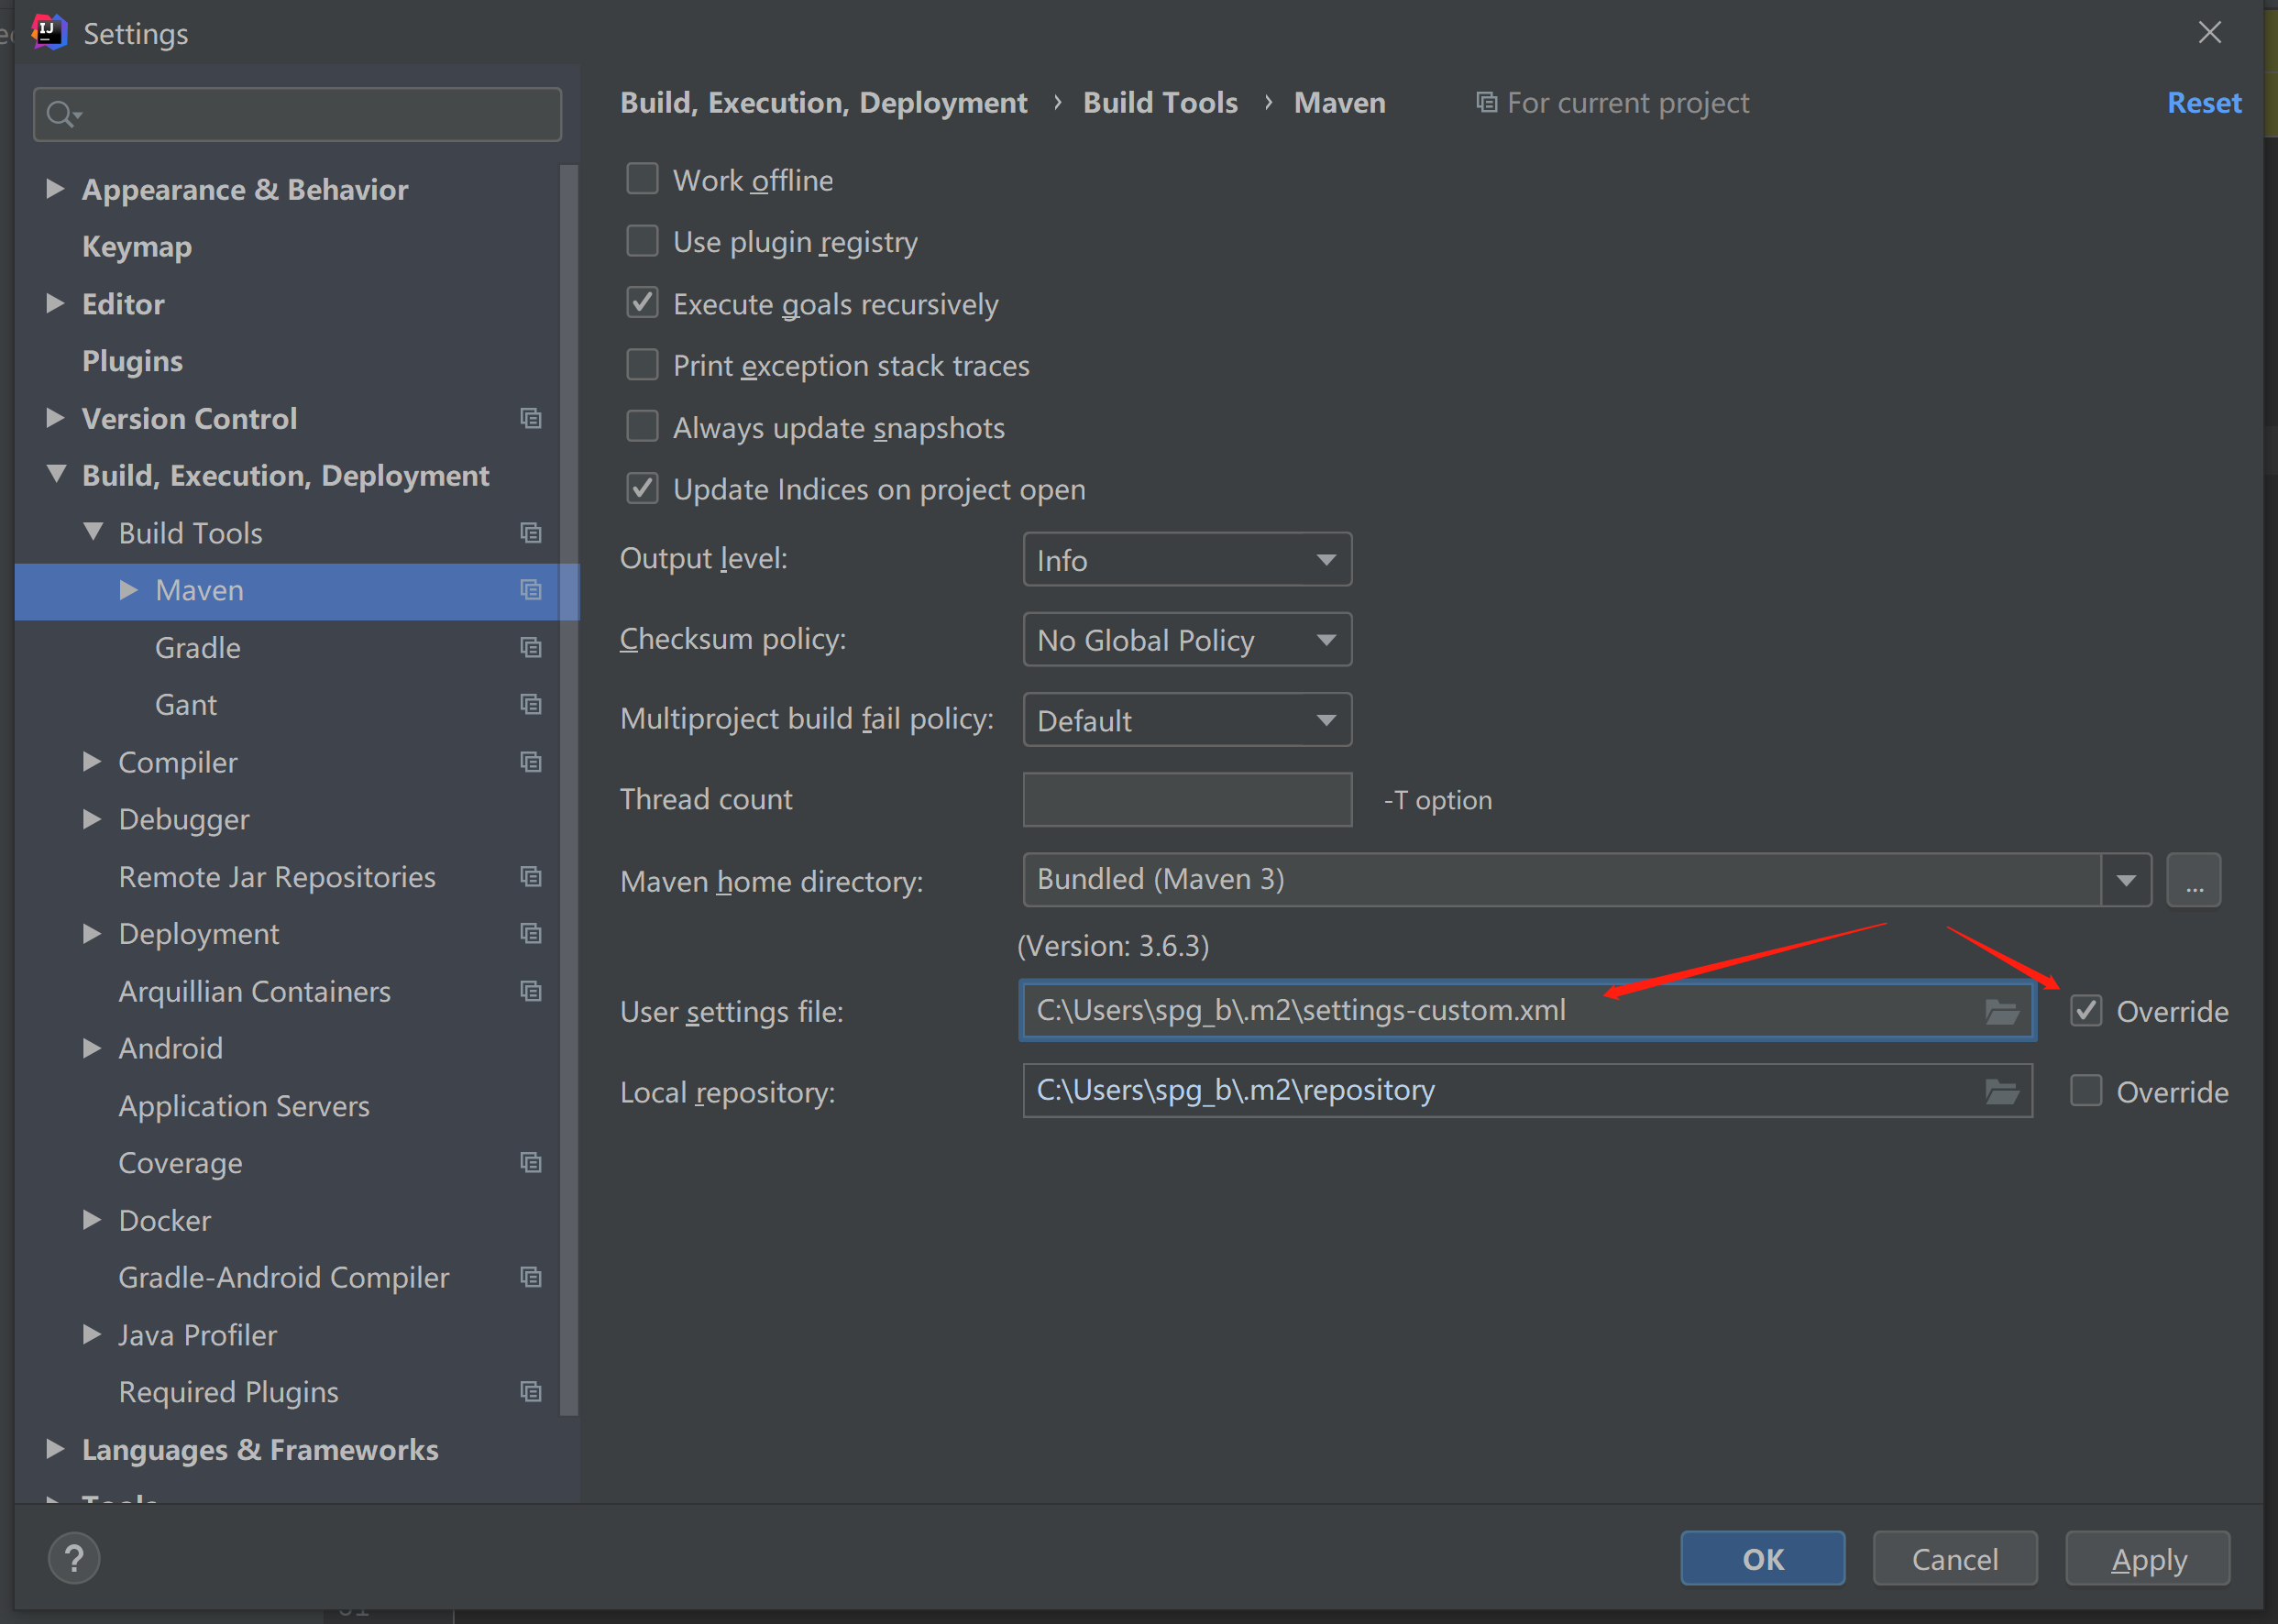 Settings
Build, Execution, Deployment › Build Tools › Maven
For current project
Reset
Appearance & Behavior
Keymap
Editor
Plugins
Version Control
Build, Execution, Deployment
Build Tools
Maven
Gradle
Gant
Compiler
Debugger
Remote Jar Repositories
Deployment
Arquillian Containers
Android
Application Servers
Coverage
Docker
Gradle-Android Compiler
Java Profiler
Required Plugins
Languages & Frameworks
Tools
Work offline
Use plugin registry
Execute goals recursively
Print exception stack traces
Always update snapshots
Update Indices on project open
Output level: Info
Checksum policy: No Global Policy
Multiproject build fail policy: Default
Thread count -T option
Maven home directory: Bundled (Maven 3) ...
(Version: 3.6.3)
User settings file: C:\Users\spg_b\.m2\settings-custom.xml Override
Local repository: C:\Users\spg_b\.m2\repository Override
? OK Cancel Apply